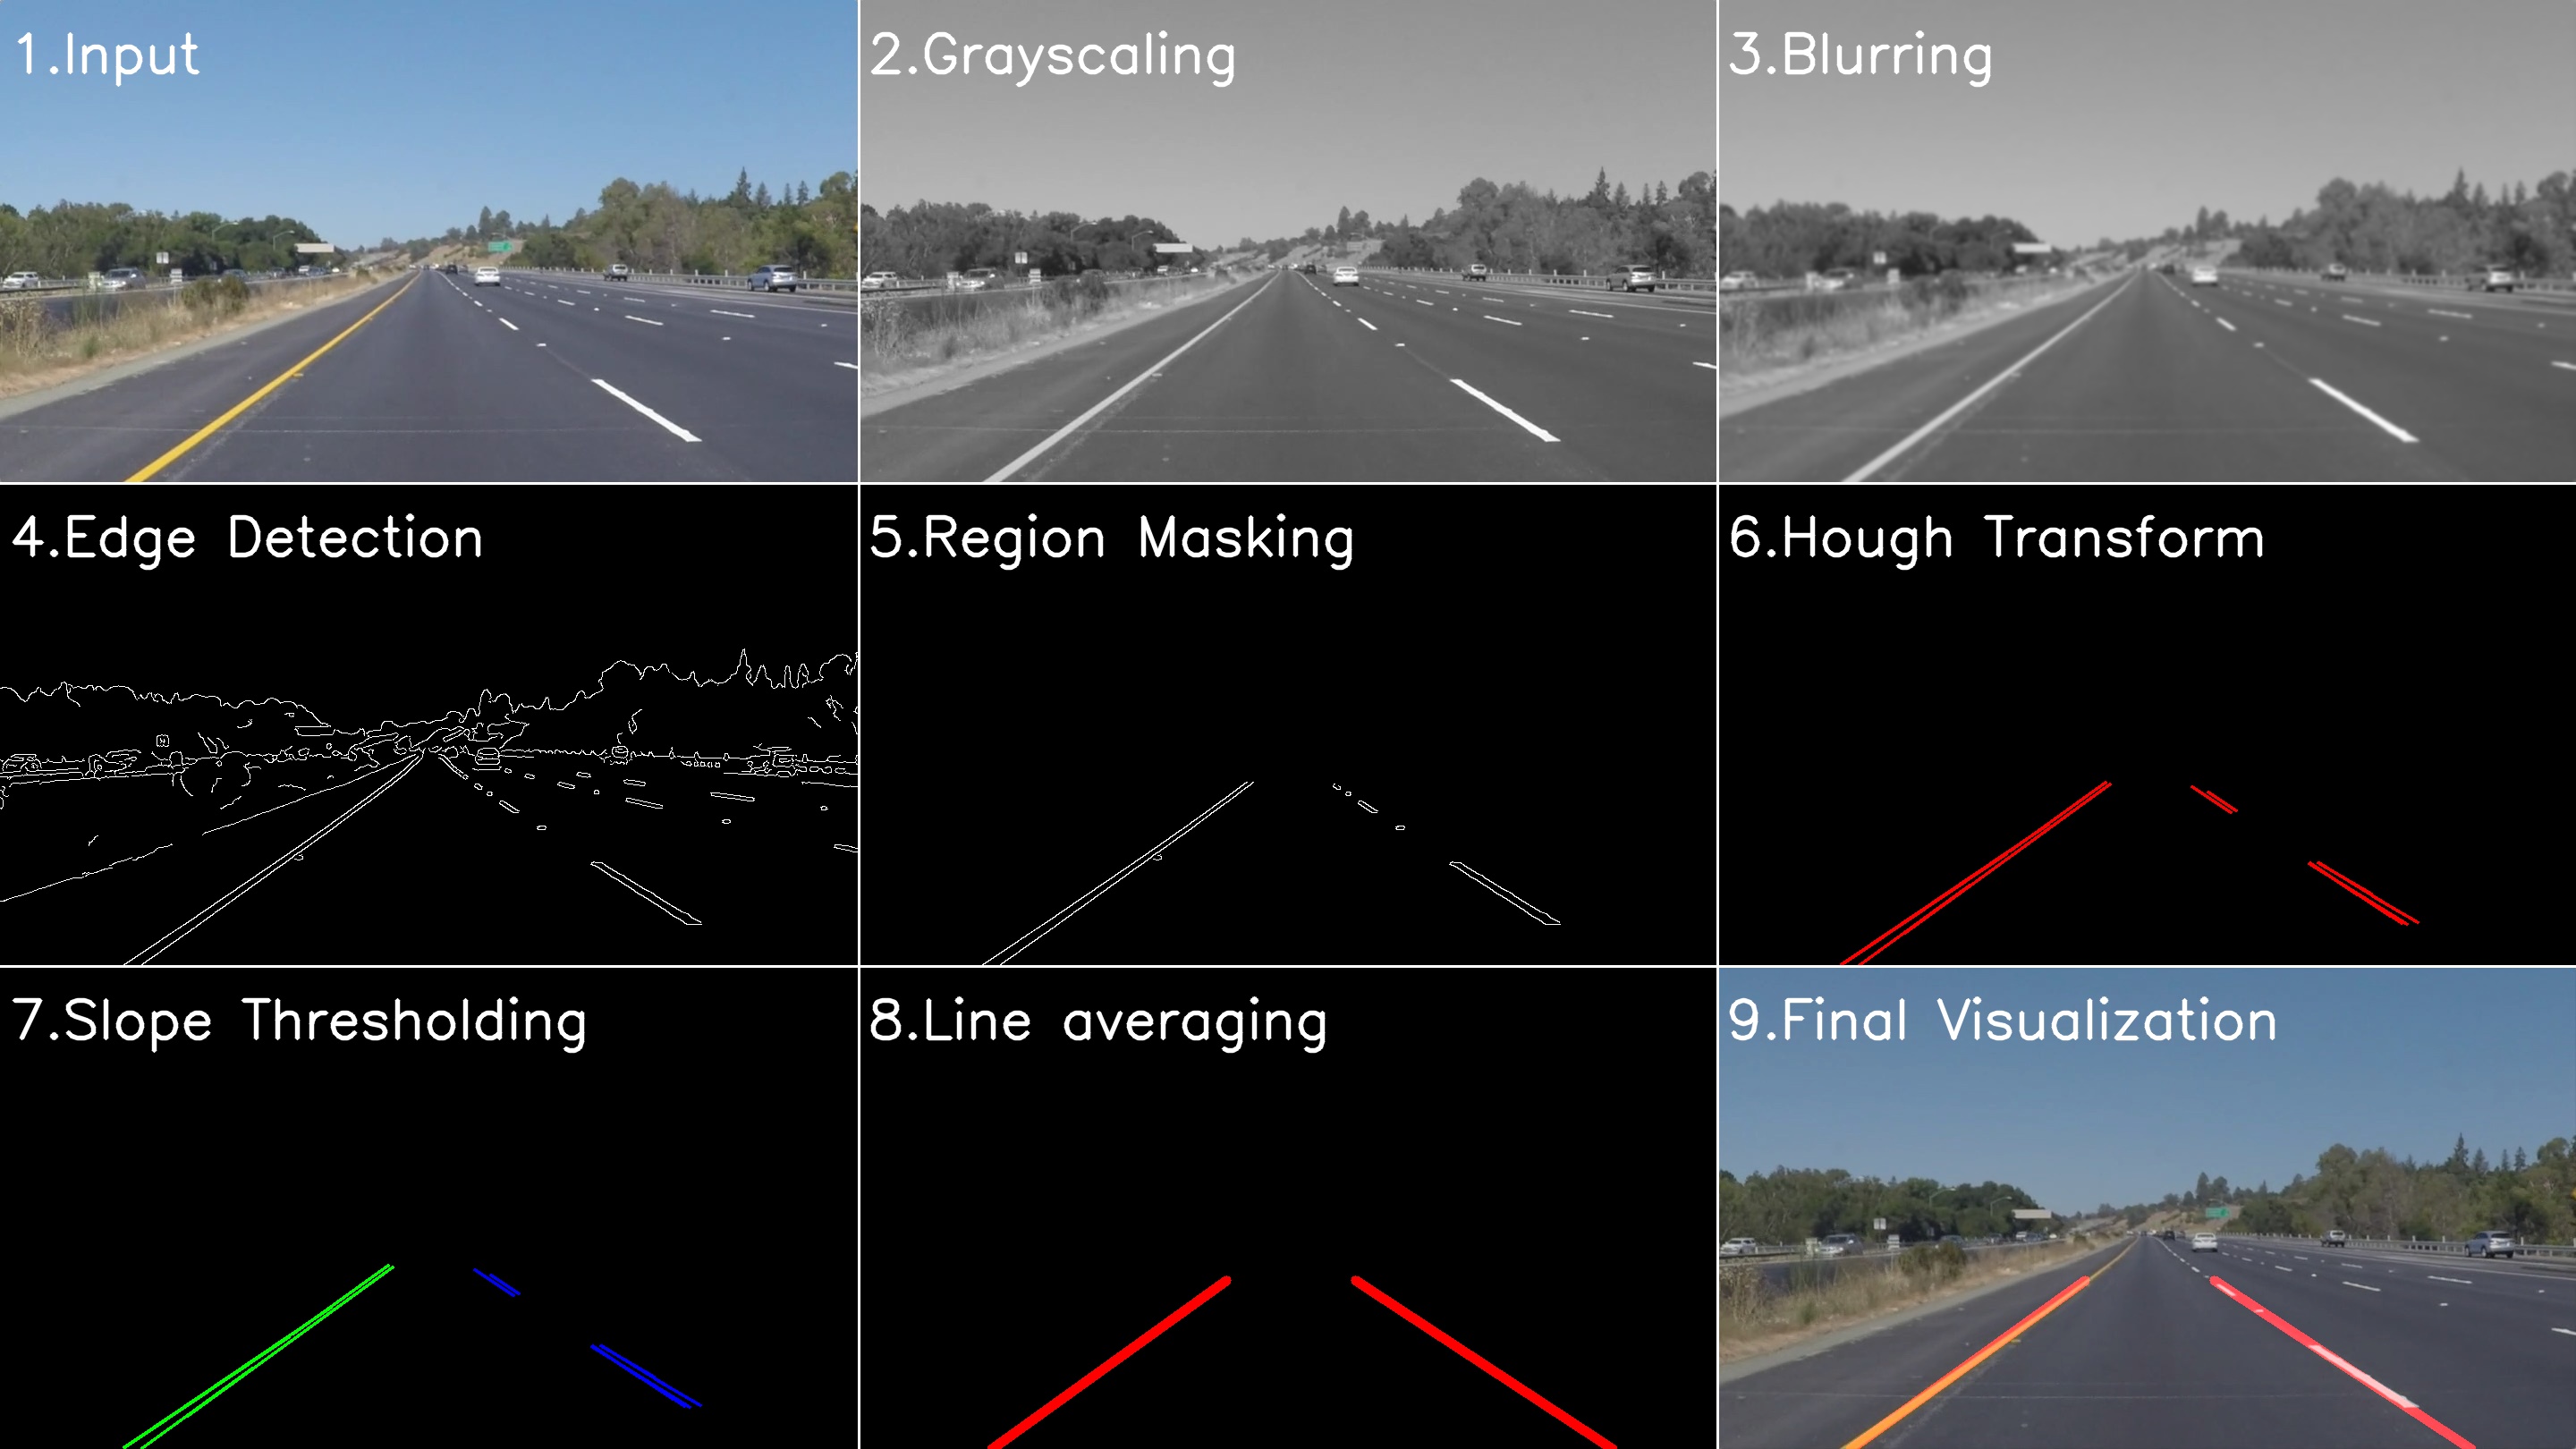 1.Input
2.Grayscaling
3.Blurring
4.Edge Detection
5.Region Masking
6.Hough Transform
7.Slope Thresholding
8.Line averaging
9.Final Visualization